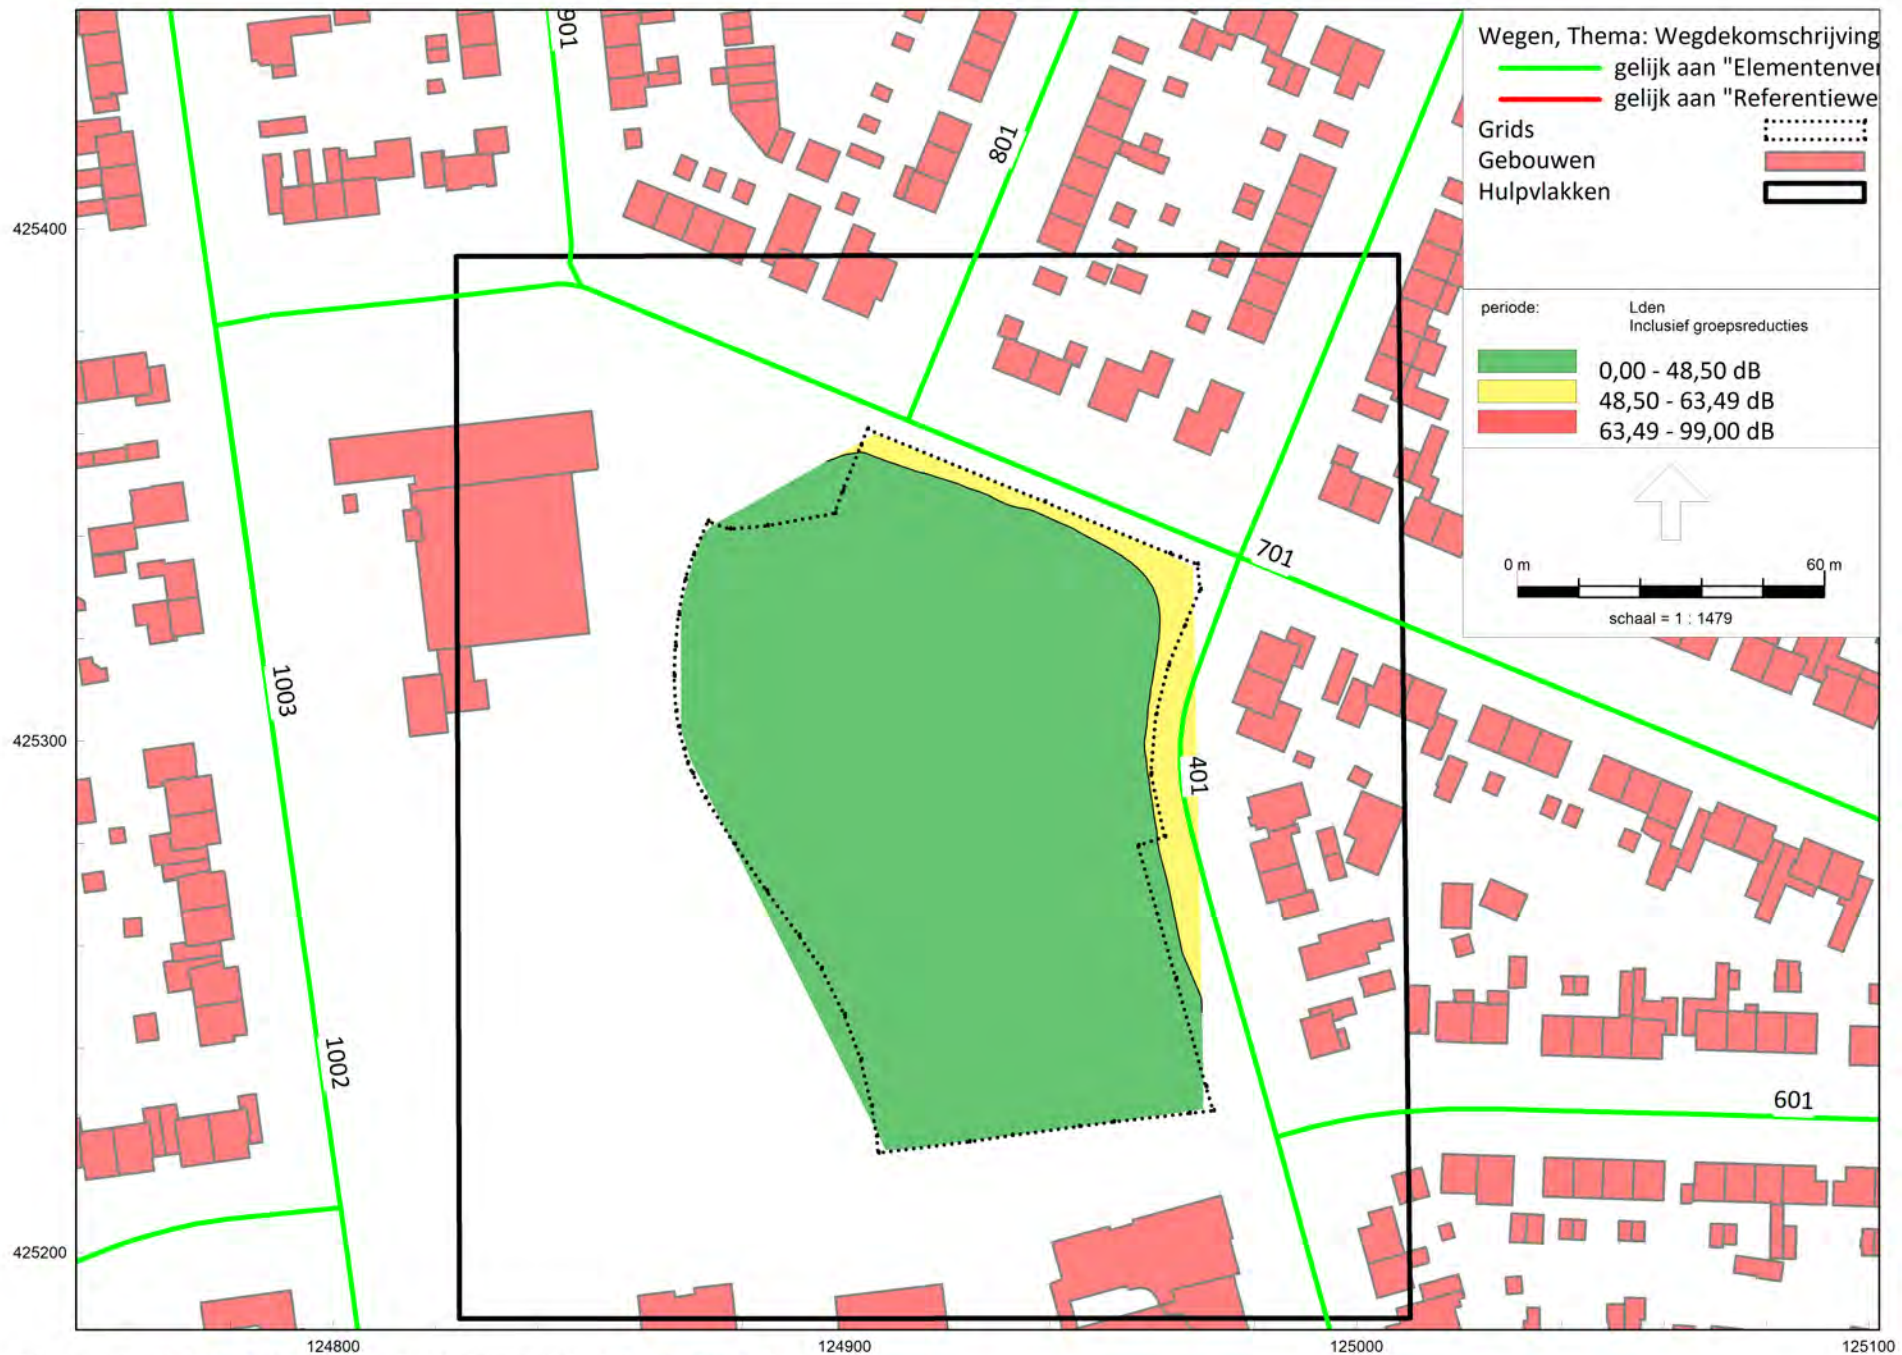 Wegen, Thema: Wegdekomschrijving
gelijk aan "Elementenver
gelijk aan "Referentiewe
Grids
Gebouwen
Hulpvlakken
periode: Lden
Inclusief groepsreducties
0,00 - 48,50 dB
48,50 - 63,49 dB
63,49 - 99,00 dB
0 m 60 m
schaal = 1 : 1479
901
801
701
401
1003
1002
601
425400
425300
425200
124800 124900 125000 125100